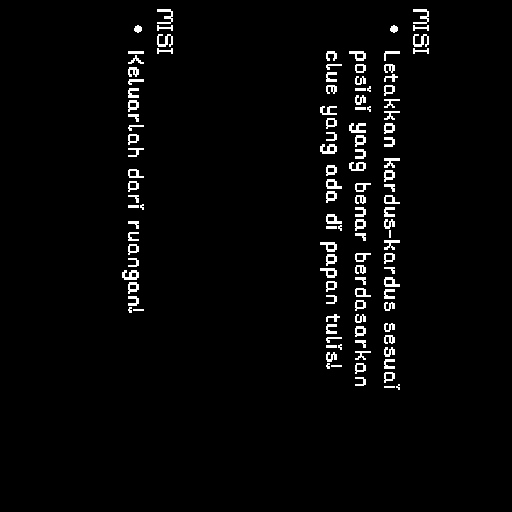 MISI
• Letakkan kardus-kardus sesuai
posisi yang benar berdasarkan
clue yang ada di papan tulis!
MISI
• Keluarlah dari ruangan!